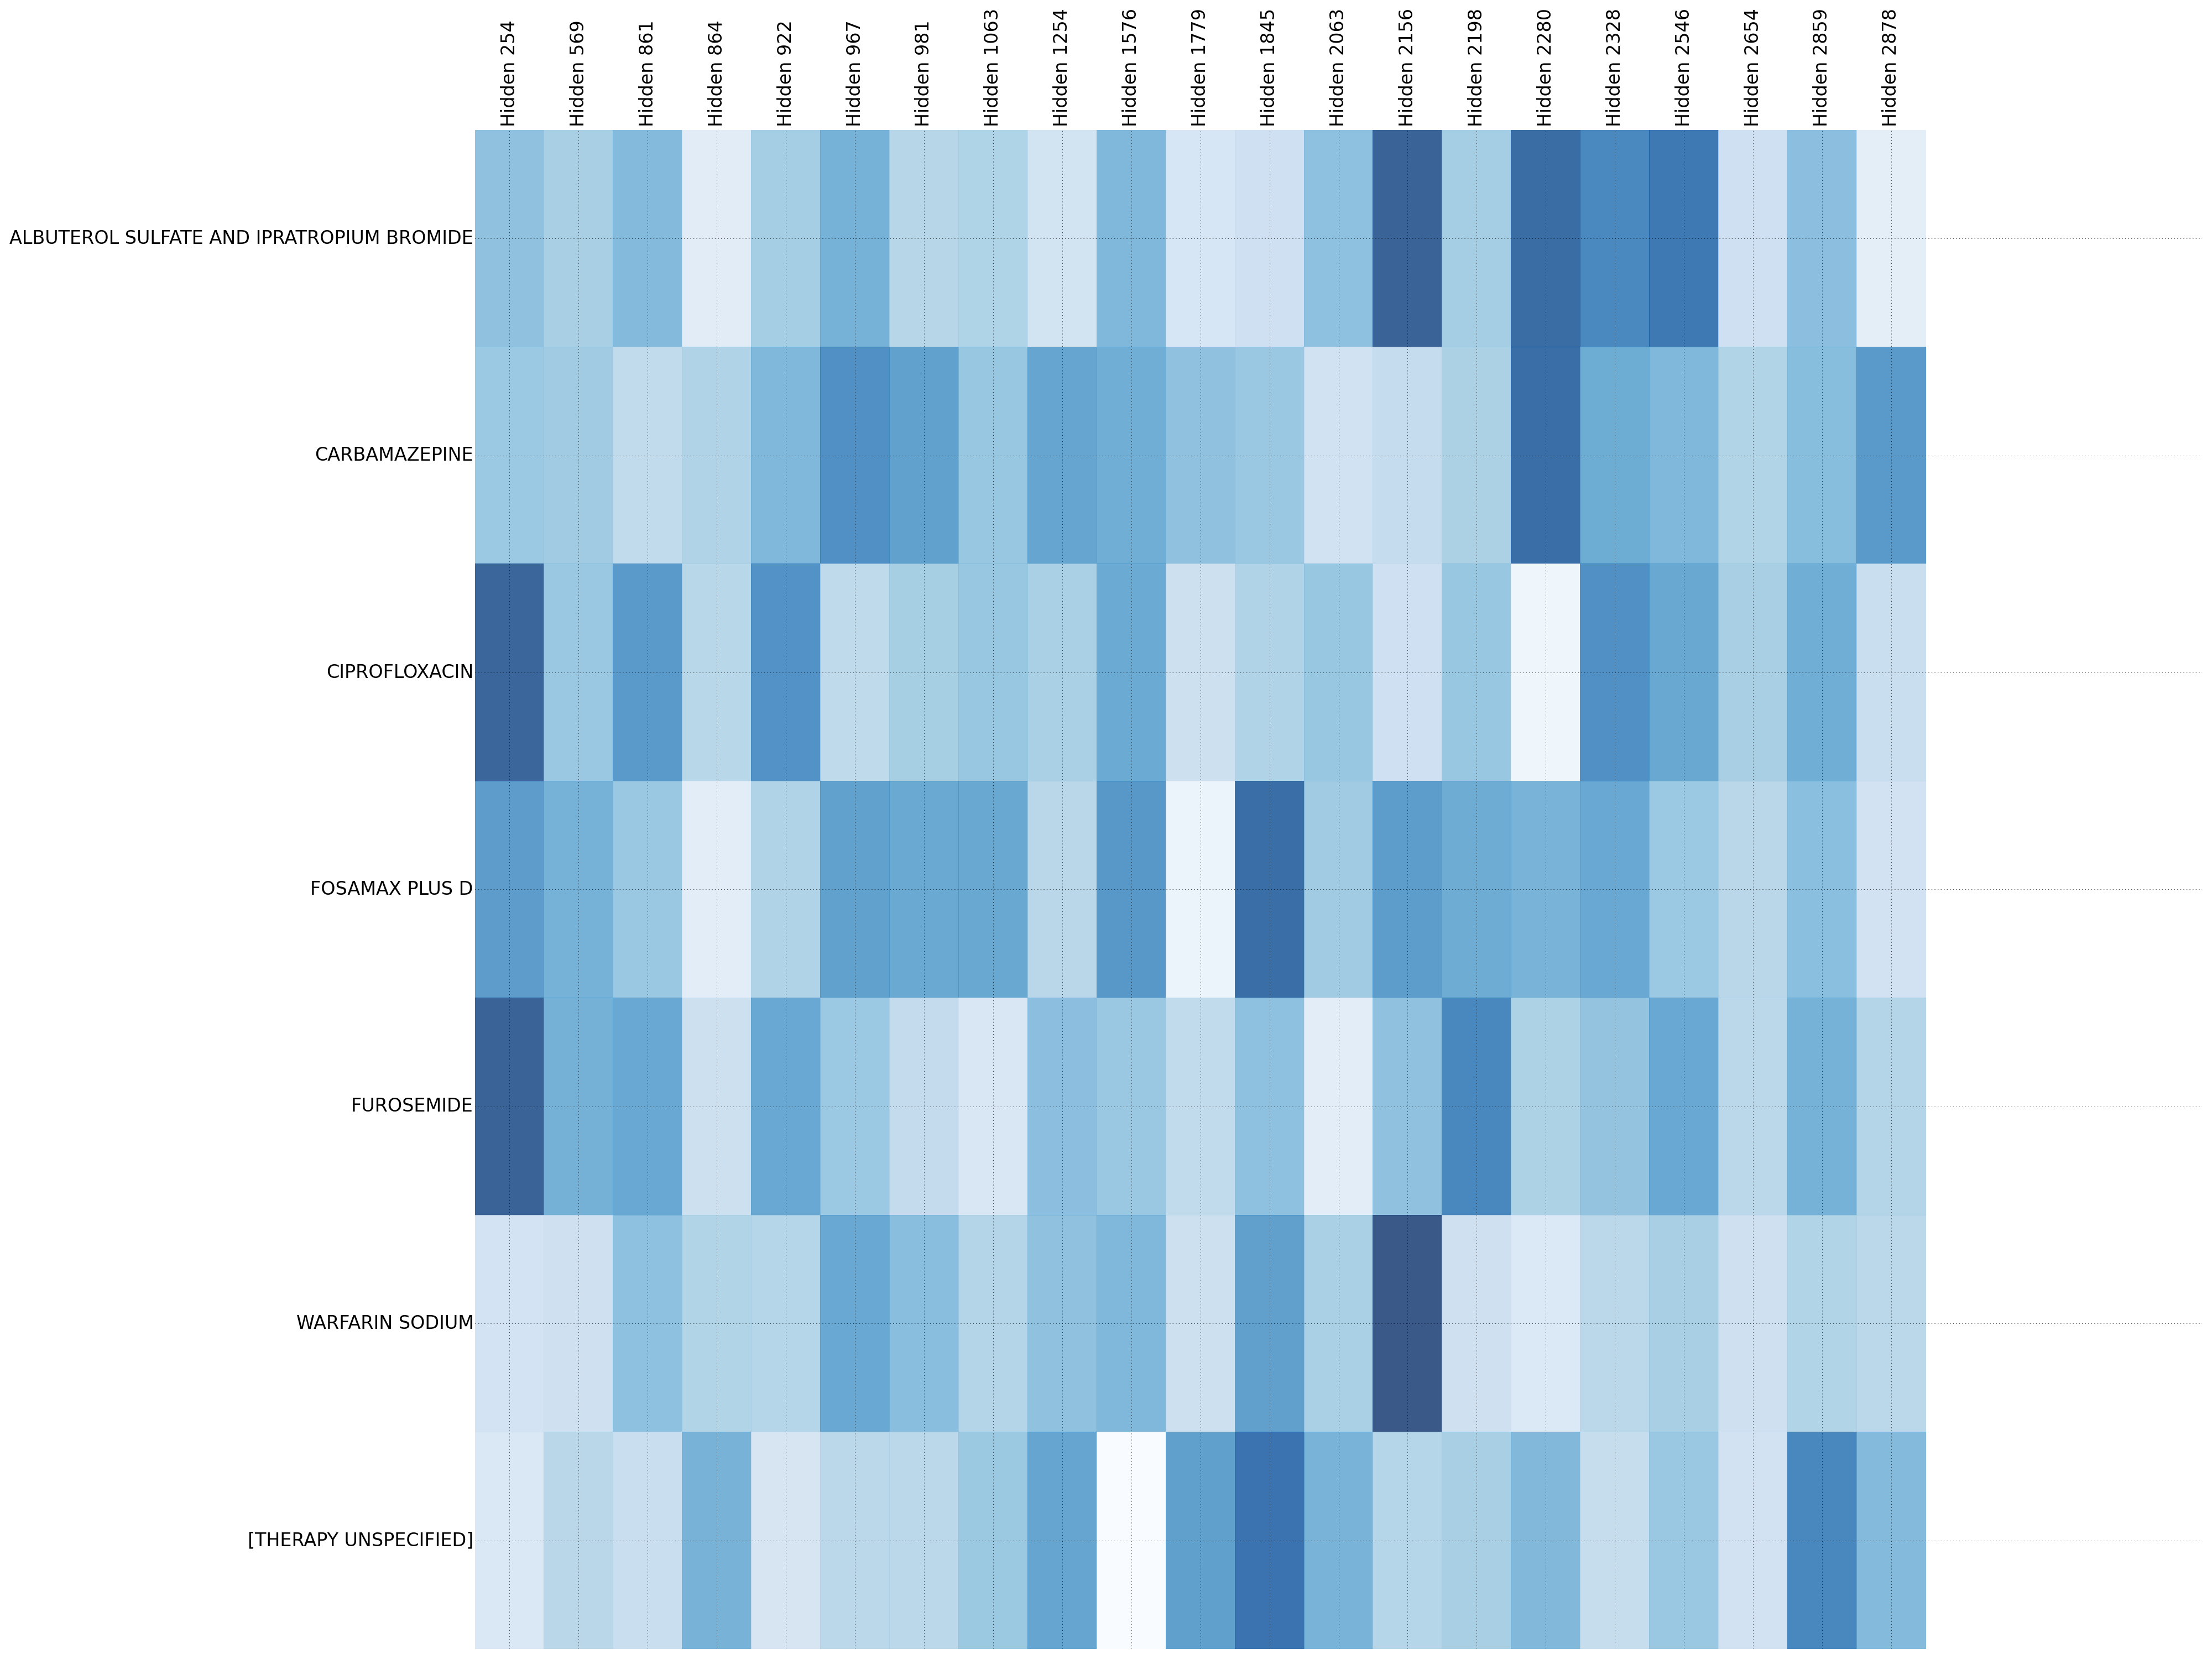 Hidden 254
Hidden 569
Hidden 861
Hidden 864
Hidden 922
Hidden 967
Hidden 981
Hidden 1063
Hidden 1254
Hidden 1576
Hidden 1779
Hidden 1845
Hidden 2063
Hidden 2156
Hidden 2198
Hidden 2280
Hidden 2328
Hidden 2546
Hidden 2654
Hidden 2859
Hidden 2878
ALBUTEROL SULFATE AND IPRATROPIUM BROMIDE
CARBAMAZEPINE
CIPROFLOXACIN
FOSAMAX PLUS D
FUROSEMIDE
WARFARIN SODIUM
[THERAPY UNSPECIFIED]